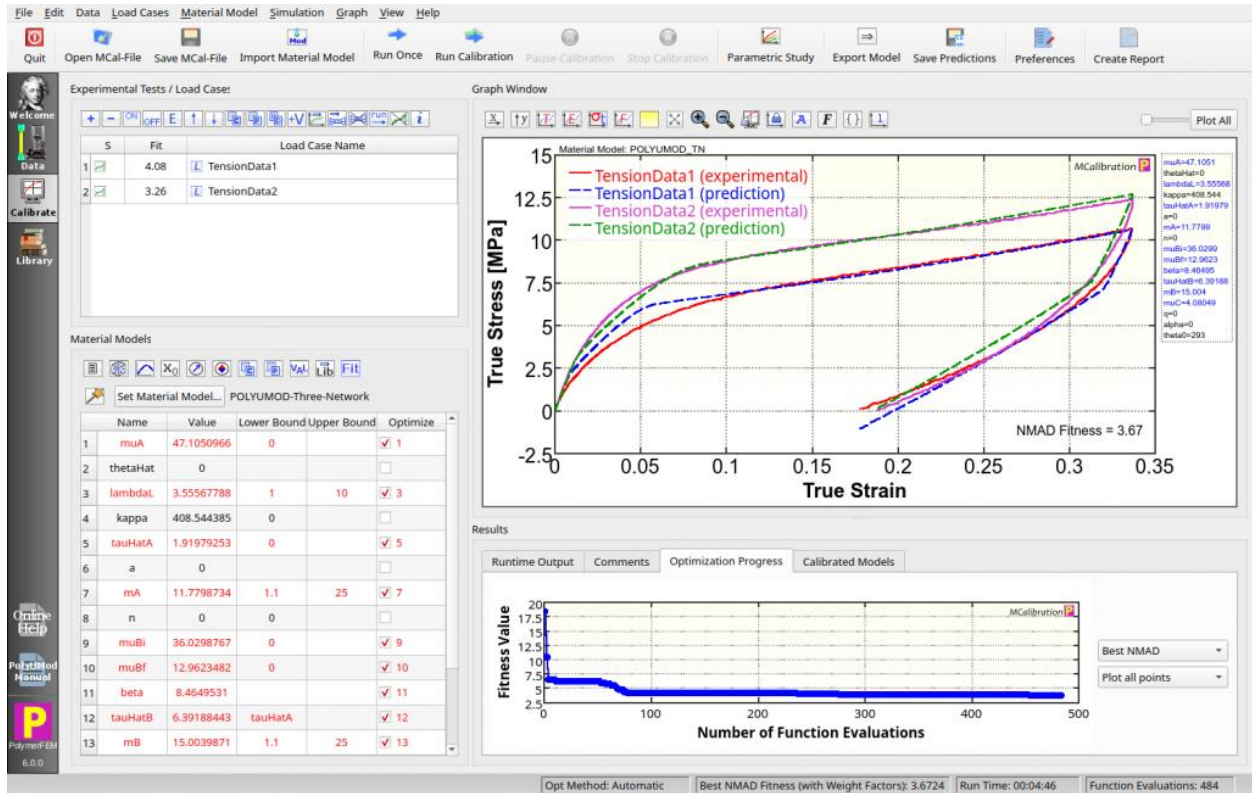 File Edit Data Load Cases Material Model Simulation Graph View Help
Quit Open MCal-File Save MCal-File Import Material Model Run Once Run Calibration Pause Calibration Stop Calibration Parametric Study Export Model Save Predictions Preferences Create Report
Welcome
Data
Calibrate
Library
Online
Help
PolyUMod
Manual
PolymerFEM
6.0.0
Experimental Tests / Load Cases
ON OFF E +V run i
S Fit Load Case Name
1 4.08 L TensionData1
2 3.26 L TensionData2
Material Models
X0 VAL Lib Fit
Set Material Model... POLYUMOD-Three-Network
Name Value Lower Bound Upper Bound Optimize
1 muA 47.1050966 0 1
2 thetaHat 0
3 lambdaL 3.55567788 1 10 3
4 kappa 408.544385 0
5 tauHatA 1.91979253 0 5
6 a 0
7 mA 11.7798734 1.1 25 7
8 n 0 0
9 muBi 36.0298767 0 9
10 muBf 12.9623482 0 10
11 beta 8.4649531 11
12 tauHatB 6.39188443 tauHatA 12
13 mB 15.0039871 1.1 25 13
Graph Window
Plot All
Material Model: POLYUMOD_TN
MCalibration P
TensionData1 (experimental)
TensionData1 (prediction)
TensionData2 (experimental)
TensionData2 (prediction)
True Stress [MPa]
15
12.5
10
7.5
5
2.5
0
-2.5
0 0.05 0.1 0.15 0.2 0.25 0.3 0.35
True Strain
NMAD Fitness = 3.67
muA=47.1051
thetaHat=0
lambdaL=3.55568
kappa=408.544
tauHatA=1.91979
a=0
mA=11.7799
n=0
muBi=36.0299
muBf=12.9623
beta=8.46495
tauHatB=6.39188
mB=15.004
muC=4.08049
q=0
alpha=0
theta0=293
Results
Runtime Output Comments Optimization Progress Calibrated Models
Fitness Value
20
17.5
15
12.5
10
7.5
5
2.5
0 100 200 300 400 500
Number of Function Evaluations
MCalibration P
Best NMAD
Plot all points
Opt Method: Automatic Best NMAD Fitness (with Weight Factors): 3.6724 Run Time: 00:04:46 Function Evaluations: 484